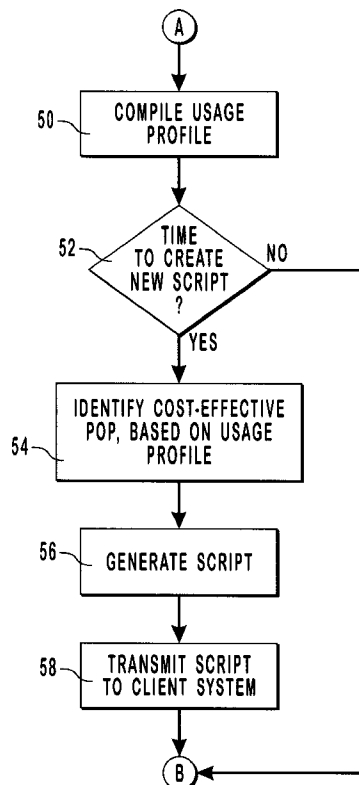 A
50
COMPILE USAGE
PROFILE
52
TIME
TO CREATE
NEW SCRIPT
?
NO
YES
54
IDENTIFY COST-EFFECTIVE
POP, BASED ON USAGE
PROFILE
56
GENERATE SCRIPT
58
TRANSMIT SCRIPT
TO CLIENT SYSTEM
B